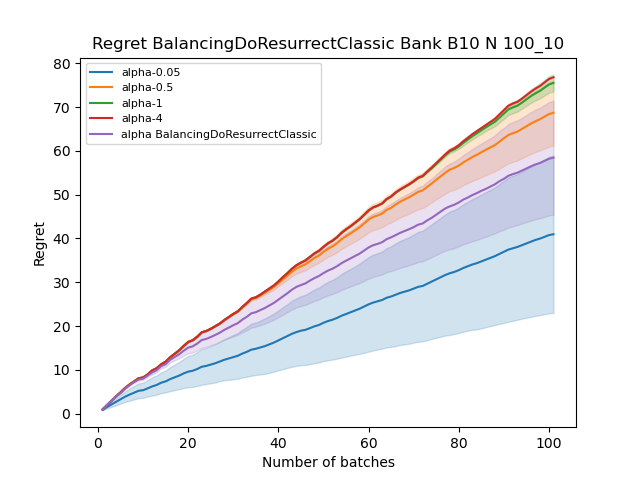 Regret BalancingDoResurrectClassic Bank B10 N 100_10
alpha-0.05
alpha-0.5
alpha-1
alpha-4
alpha BalancingDoResurrectClassic
80
70
60
50
40
30
20
10
0
Regret
0 20 40 60 80 100
Number of batches